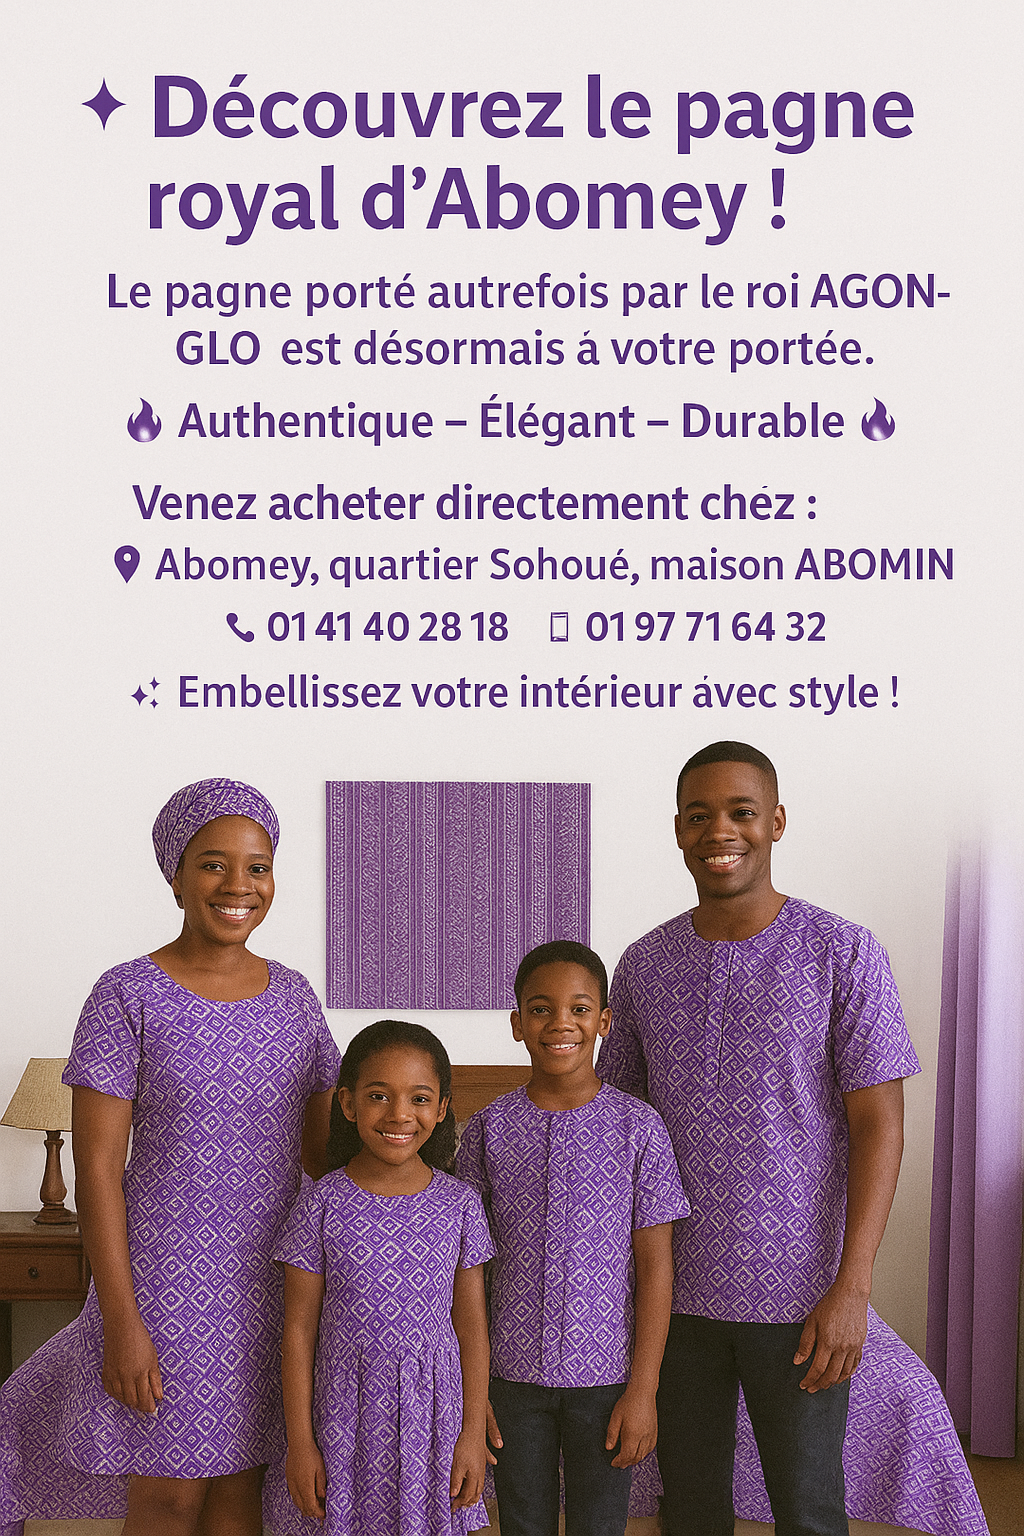 ✦ Découvrez le pagne
royal d’Abomey !
Le pagne porté autrefois par le roi AGON-
GLO est désormais á votre portée.
🔥 Authentique – Élégant – Durable 🔥
Venez acheter directement chéz :
📍 Abomey, quartier Sohoué, maison ABOMIN
📞 01 41 40 28 18 📱 01 97 71 64 32
✨ Embellissez votre intérieur ávec style !